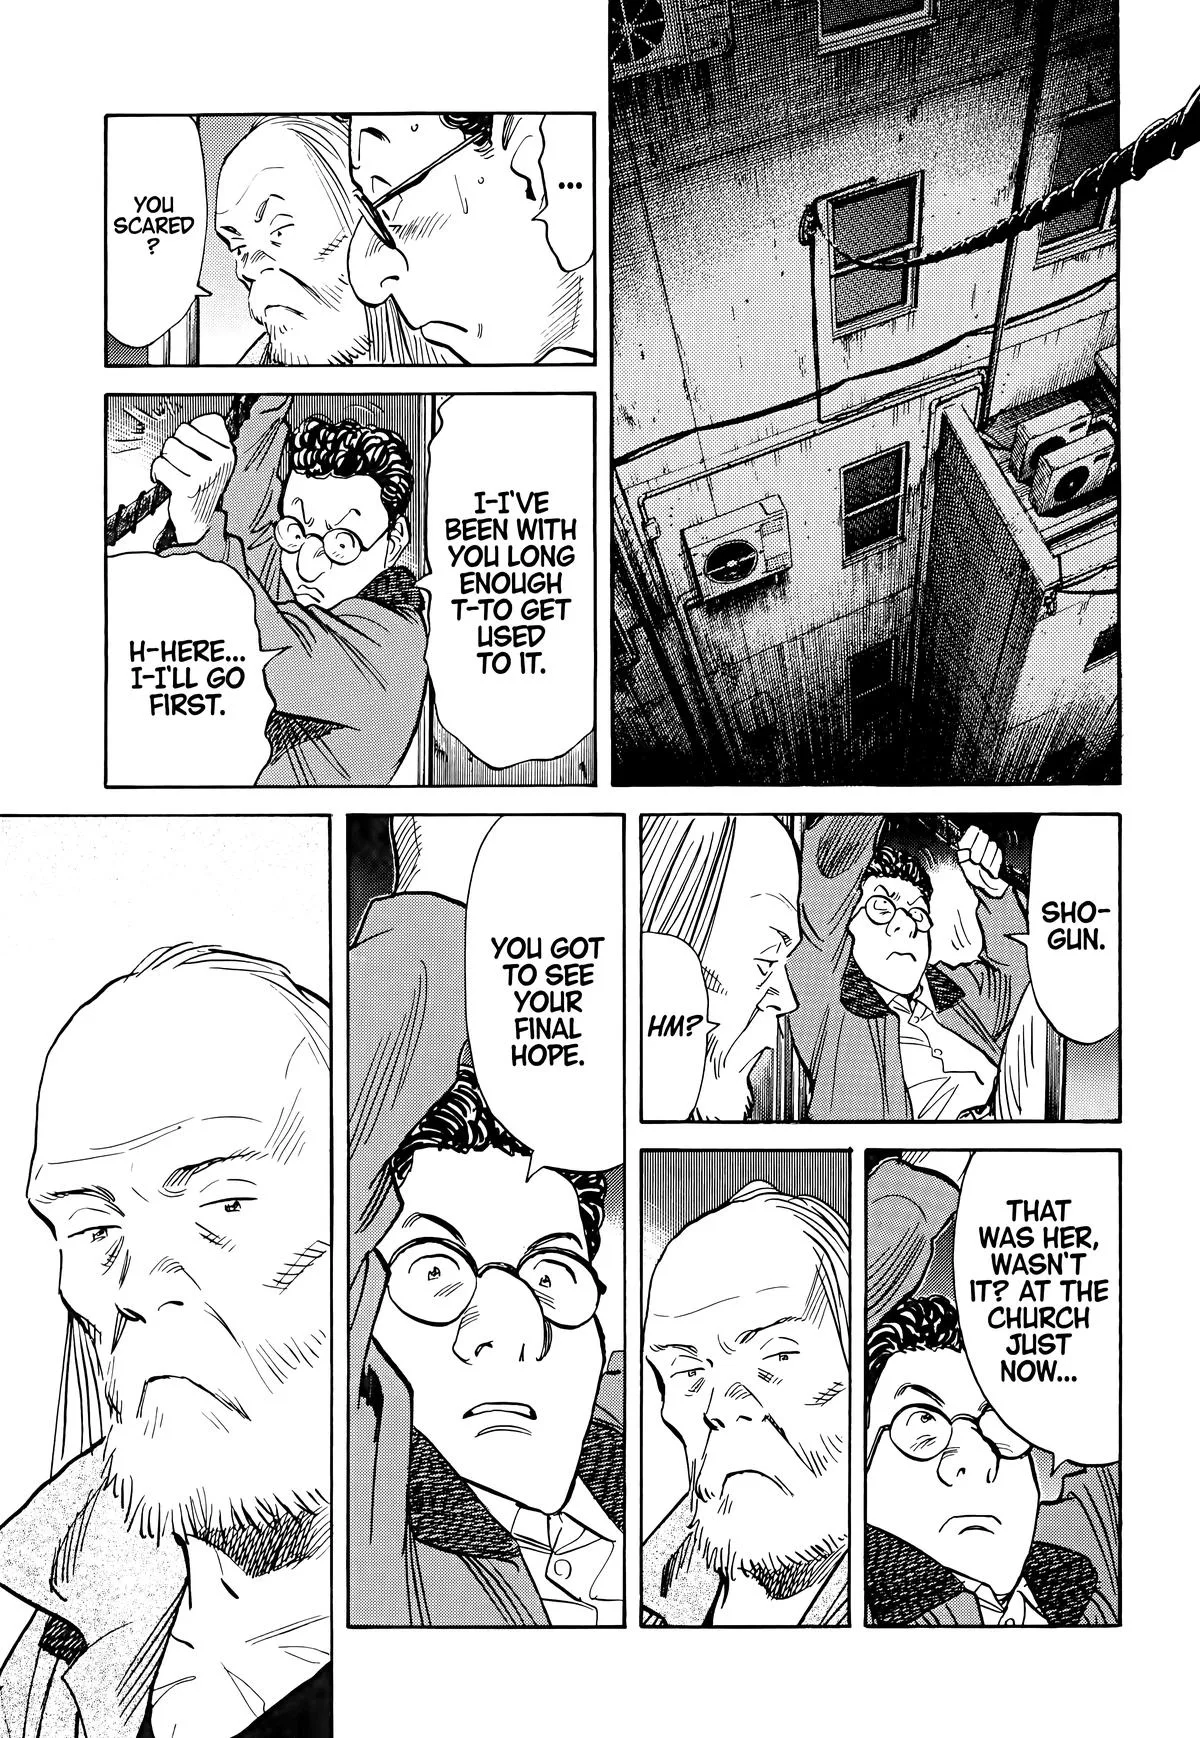 YOU
SCARED
?
...
I-I'VE
BEEN WITH
YOU LONG
ENOUGH
T-TO GET
USED
TO IT.
H-HERE...
I-I'LL GO
FIRST.
SHO-
GUN.
HM?
THAT
WAS HER,
WASN'T
IT? AT THE
CHURCH
JUST
NOW...
YOU GOT
TO SEE
YOUR
FINAL
HOPE.